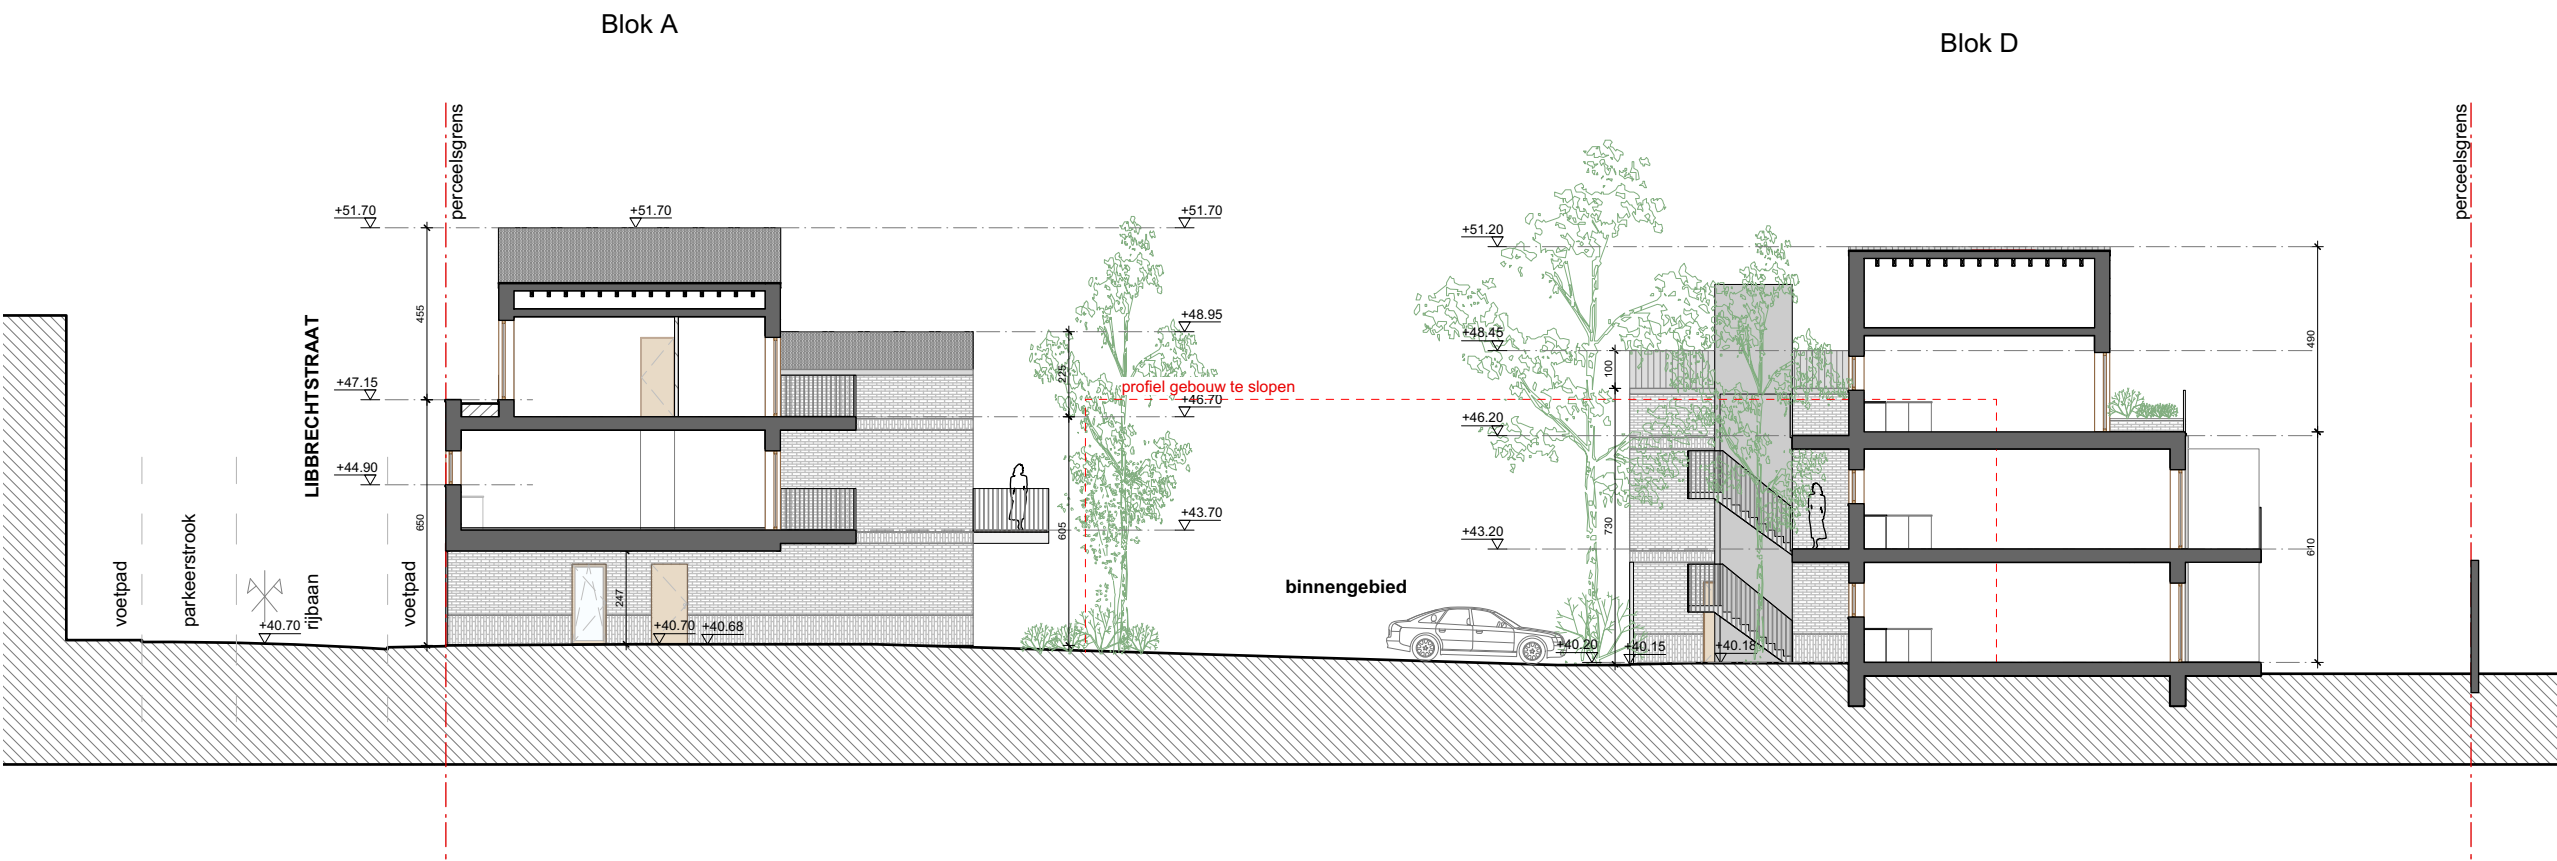 Blok A
Blok D
perceelsgrens
perceelsgrens
+51.70
+51.70
+51.70
+51.20
455
LIBBRECHTSTRAAT
+48.95
+48.45
490
225
100
profiel gebouw te slopen
+47.15
+46.70
+46.20
+44.90
650
605
+43.70
730
+43.20
610
voetpad
parkeerstrook
rijbaan
voetpad
247
binnengebied
+40.70
+40.70
+40.68
+40.20
+40.15
+40.18